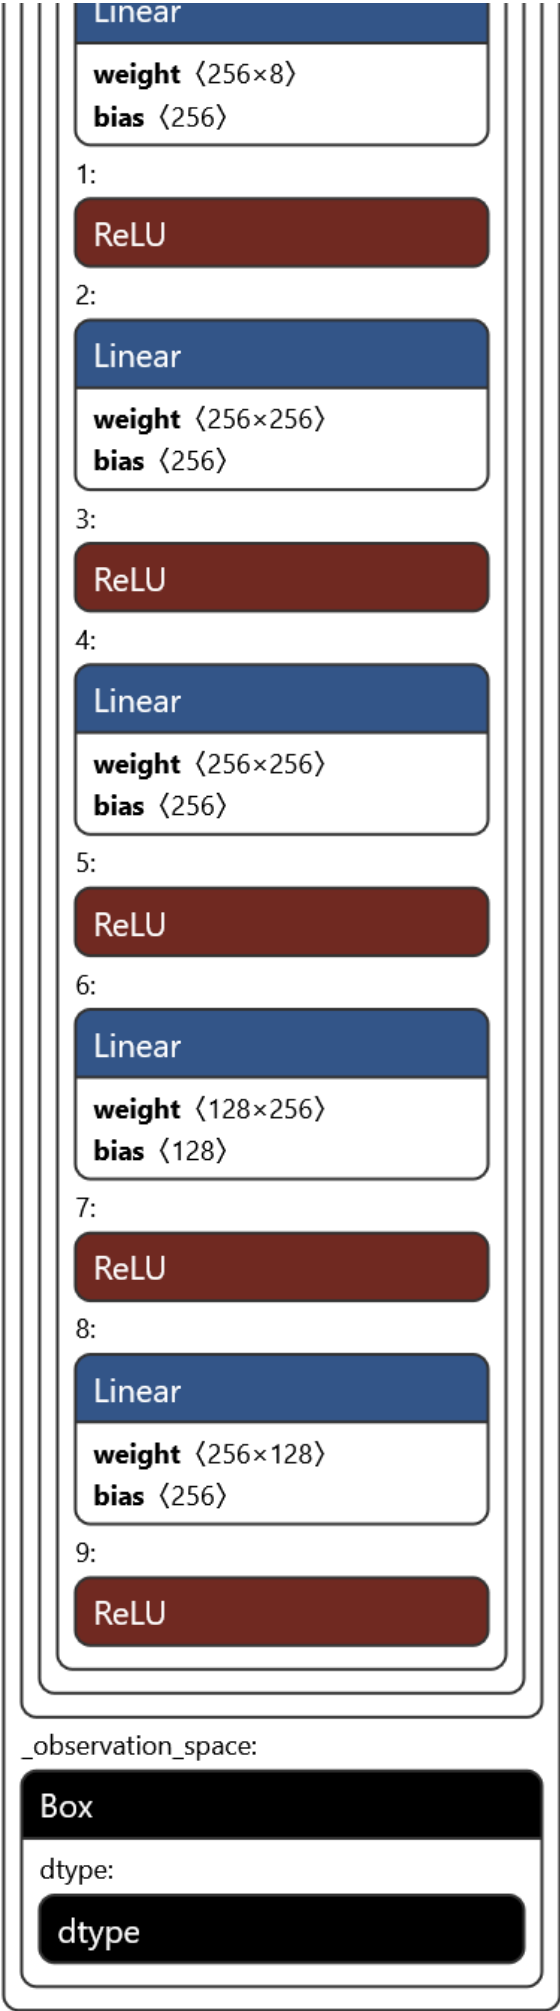 Linear
weight 〈256×8〉
bias 〈256〉
1:
ReLU
2:
Linear
weight 〈256×256〉
bias 〈256〉
3:
ReLU
4:
Linear
weight 〈256×256〉
bias 〈256〉
5:
ReLU
6:
Linear
weight 〈128×256〉
bias 〈128〉
7:
ReLU
8:
Linear
weight 〈256×128〉
bias 〈256〉
9:
ReLU
_observation_space:
Box
dtype:
dtype